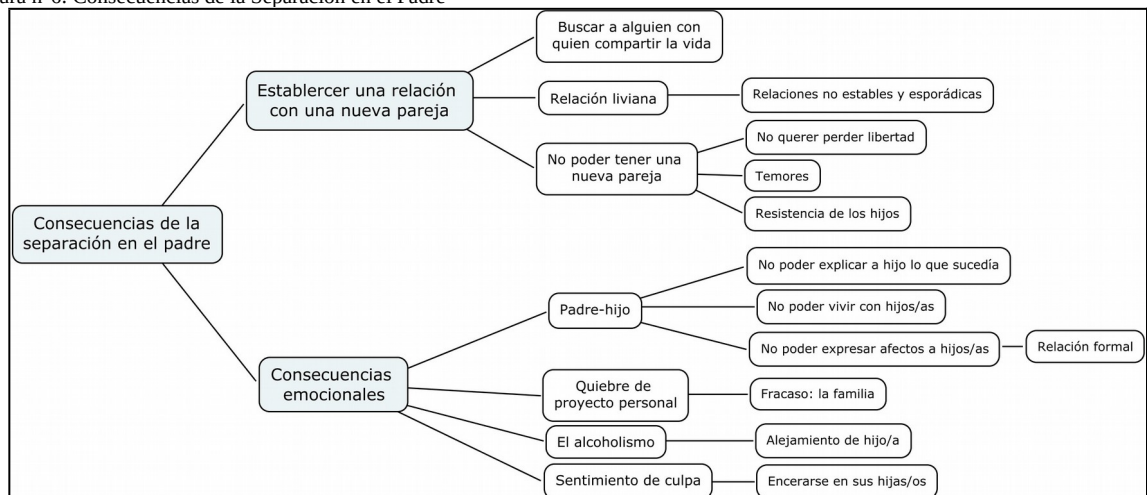 Consecuencias de la Separación en el Padre
Buscar a alguien con
quien compartir la vida
Establercer una relación
con una nueva pareja
Relación liviana
Relaciones no estables y esporádicas
No querer perder libertad
No poder tener una
nueva pareja
Temores
Resistencia de los hijos
Consecuencias de la
separación en el padre
No poder explicar a hijo lo que sucedía
Padre-hijo
No poder vivir con hijos/as
No poder expresar afectos a hijos/as
Relación formal
Consecuencias
emocionales
Quiebre de
proyecto personal
Fracaso: la familia
El alcoholismo
Alejamiento de hijo/a
Sentimiento de culpa
Encerarse en sus hijas/os